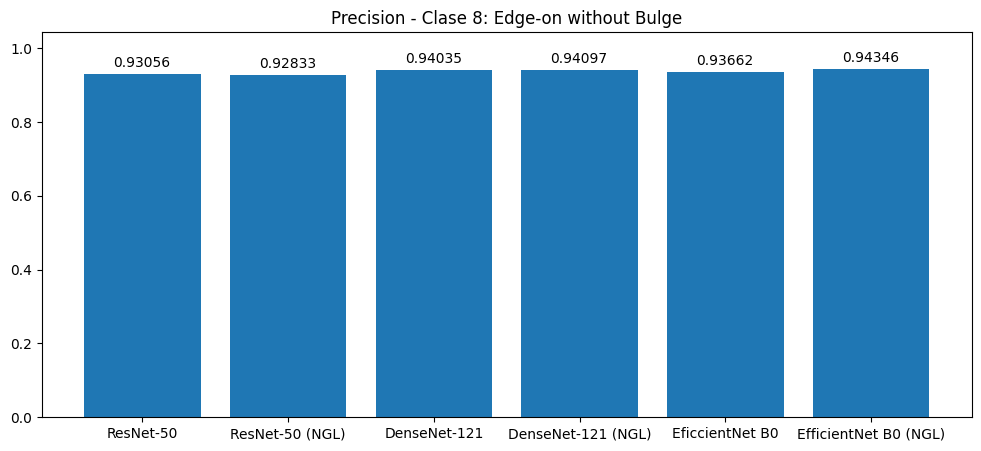 Precision - Clase 8: Edge-on without Bulge
1.0
0.8
0.6
0.4
0.2
0.0
0.93056
0.92833
0.94035
0.94097
0.93662
0.94346
ResNet-50
ResNet-50 (NGL)
DenseNet-121
DenseNet-121 (NGL)
EficcientNet B0
EfficientNet B0 (NGL)